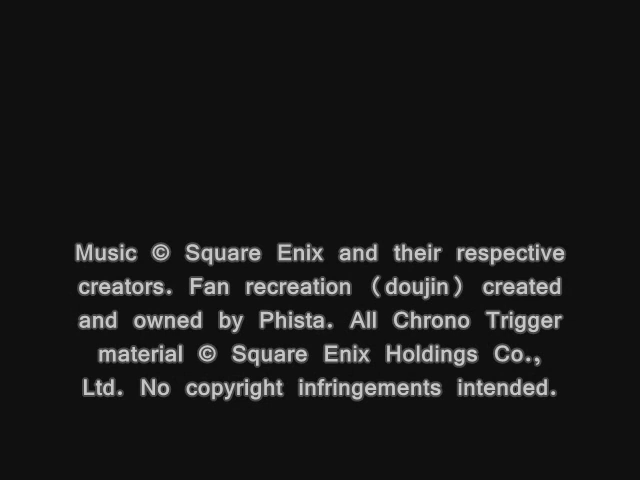 Music © Square Enix and their respective
creators. Fan recreation （doujin） created
and owned by Phista. All Chrono Trigger
material © Square Enix Holdings Co.,
Ltd. No copyright infringements intended.